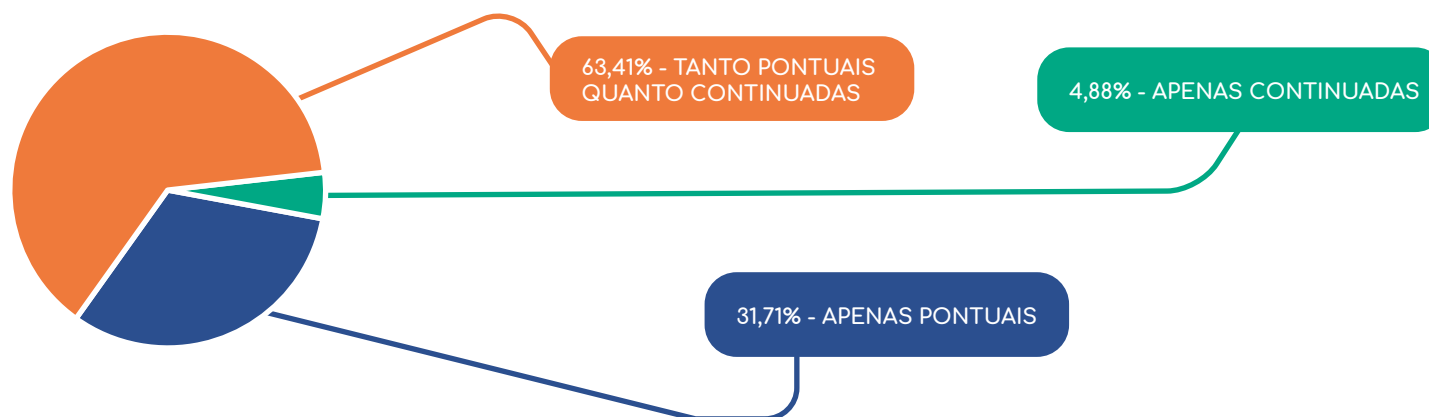 63,41% - TANTO PONTUAIS
QUANTO CONTINUADAS
4,88% - APENAS CONTINUADAS
31,71% - APENAS PONTUAIS